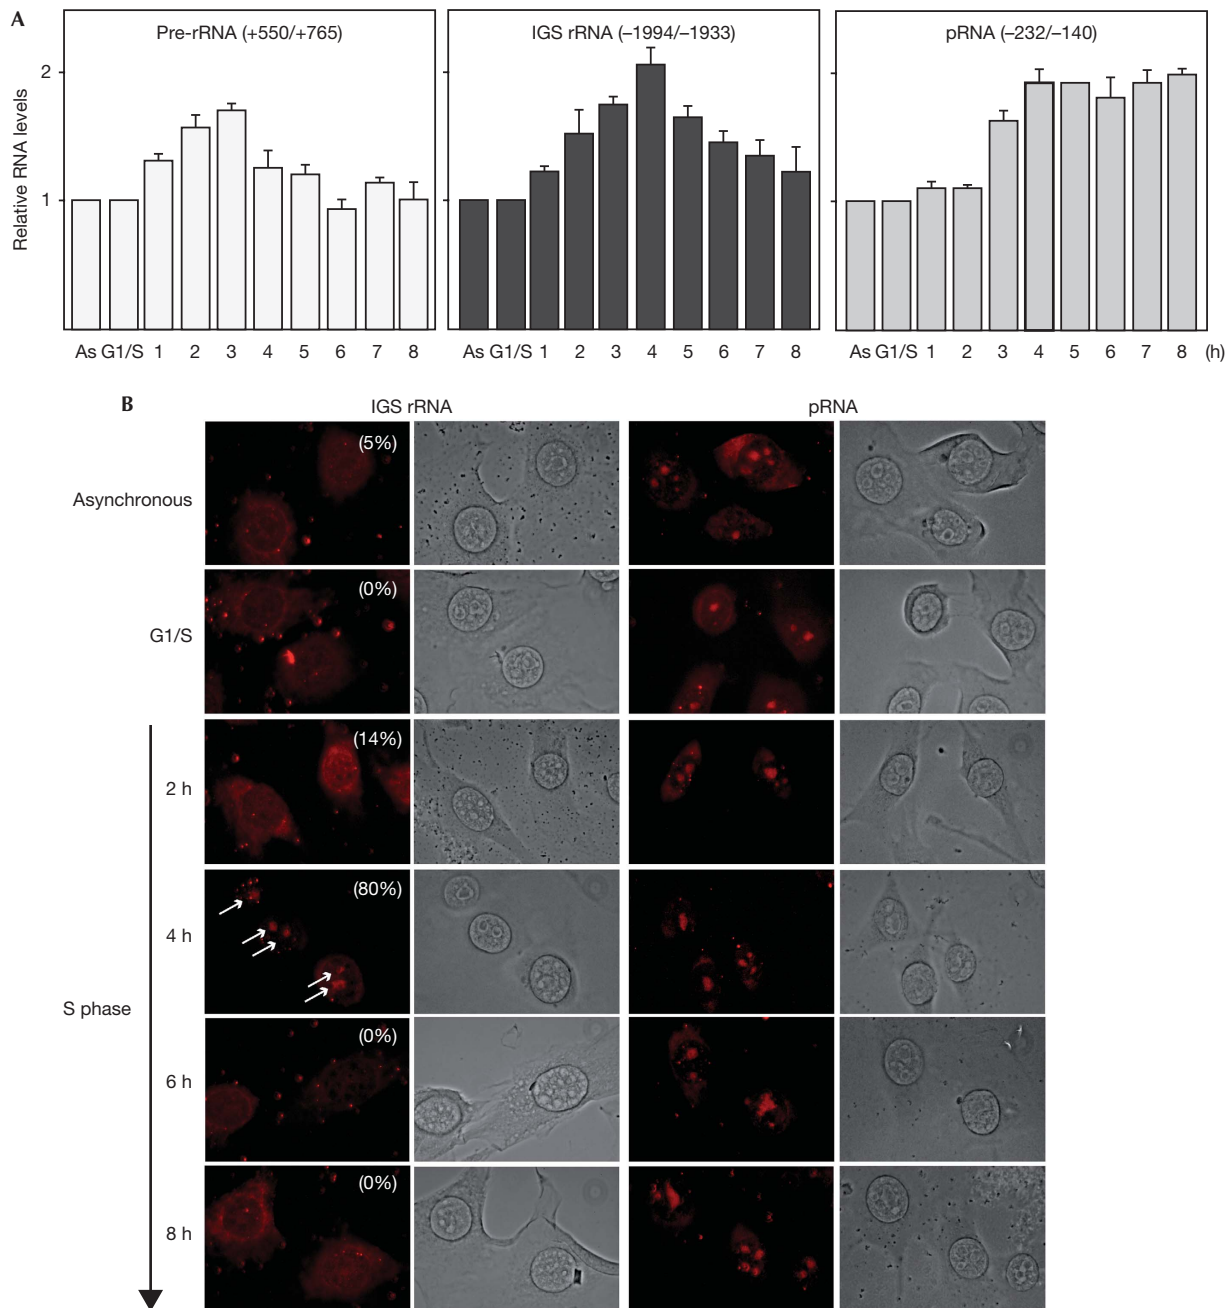 A
Pre-rRNA (+550/+765)
IGS rRNA (–1994/–1933)
pRNA (–232/–140)
Relative RNA levels
2
1
As G1/S 1 2 3 4 5 6 7 8
As G1/S 1 2 3 4 5 6 7 8
As G1/S 1 2 3 4 5 6 7 8 (h)
B
IGS rRNA
pRNA
Asynchronous
(5%)
G1/S
(0%)
2 h
(14%)
4 h
(80%)
S phase
6 h
(0%)
8 h
(0%)